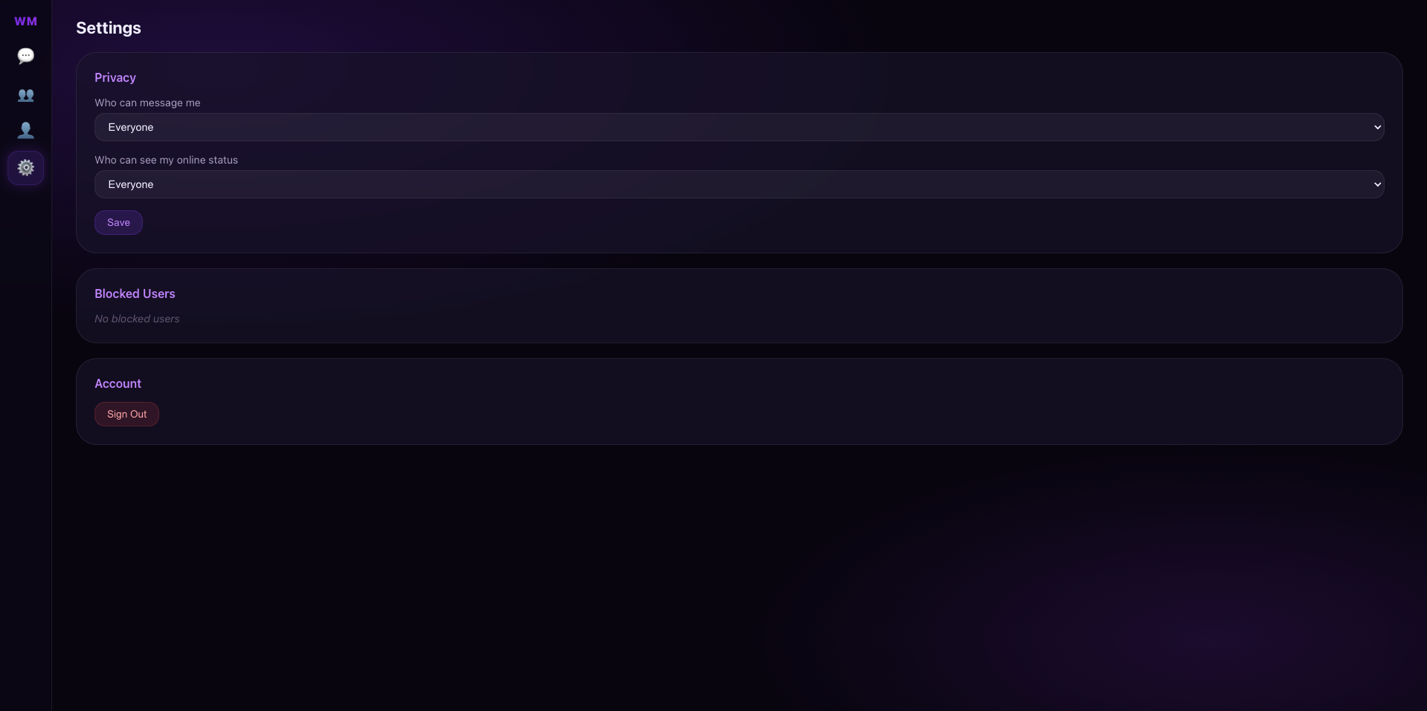 WM
Settings
Privacy
Who can message me
Everyone
Who can see my online status
Everyone
Save
Blocked Users
No blocked users
Account
Sign Out